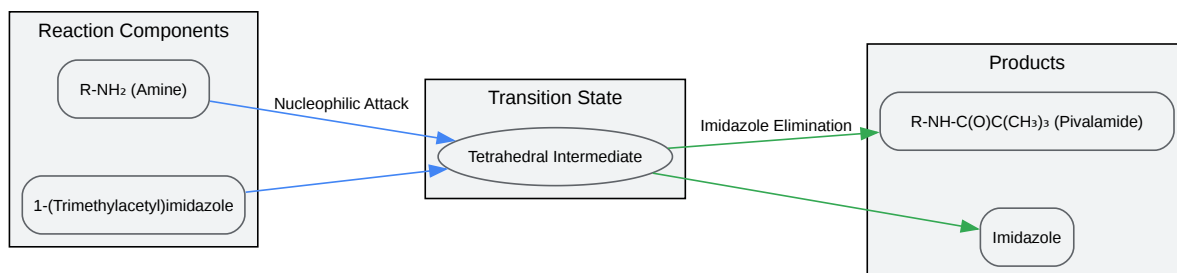 Reaction Components
R-NH₂ (Amine)
1-(Trimethylacetyl)imidazole
Nucleophilic Attack
Transition State
Tetrahedral Intermediate
Imidazole Elimination
Products
R-NH-C(O)C(CH₃)₃ (Pivalamide)
Imidazole